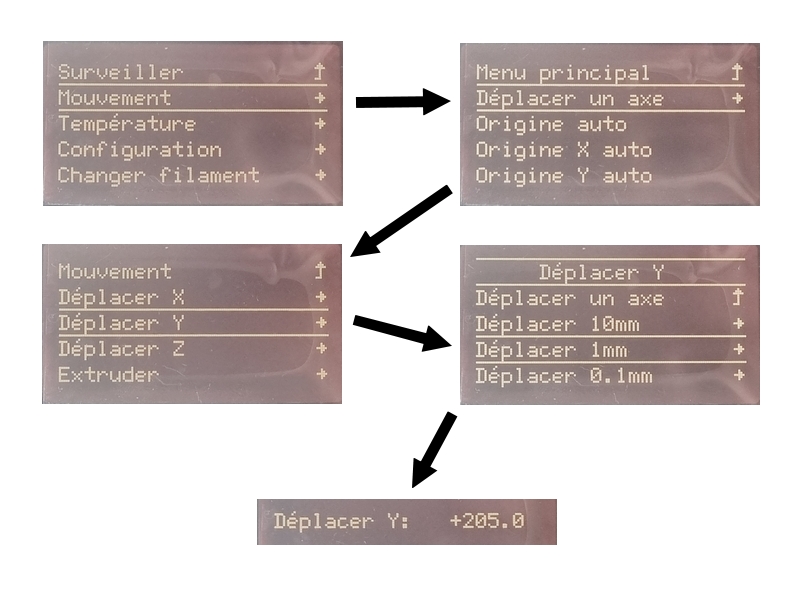 Surveiller
Mouvement
Température
Configuration
Changer filament
Menu principal
Déplacer un axe
Origine auto
Origine X auto
Origine Y auto
Mouvement
Déplacer X
Déplacer Y
Déplacer Z
Extruder
Déplacer Y
Déplacer un axe
Déplacer 10mm
Déplacer 1mm
Déplacer 0.1mm
Déplacer Y: +205.0